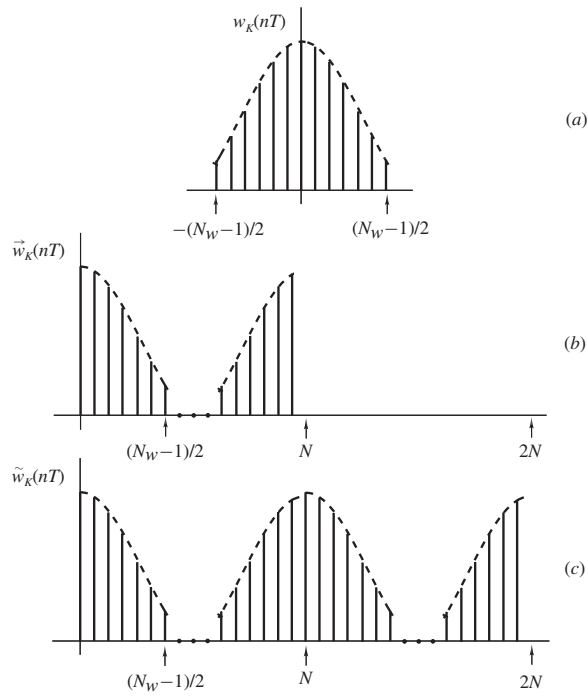 w_K(nT)
(a)
−(N_W−1)/2
(N_W−1)/2
w⃗_K(nT)
(b)
(N_W−1)/2
N
2N
w̃_K(nT)
(c)
(N_W−1)/2
N
2N